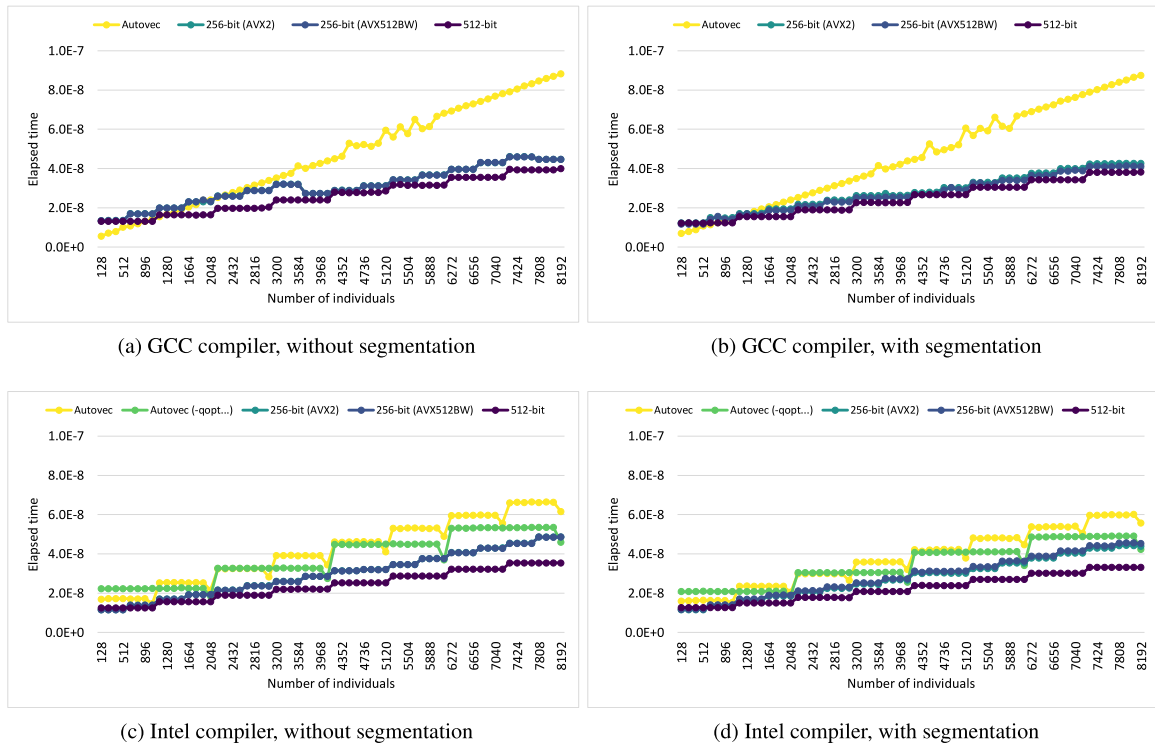 Autovec 256-bit (AVX2) 256-bit (AVX512BW) 512-bit
1.0E-7
8.0E-8
6.0E-8
4.0E-8
2.0E-8
0.0E+0
Elapsed time
128 512 896 1280 1664 2048 2432 2816 3200 3584 3968 4352 4736 5120 5504 5888 6272 6656 7040 7424 7808 8192
Number of individuals
(a) GCC compiler, without segmentation
Autovec 256-bit (AVX2) 256-bit (AVX512BW) 512-bit
1.0E-7
8.0E-8
6.0E-8
4.0E-8
2.0E-8
0.0E+0
Elapsed time
128 512 896 1280 1664 2048 2432 2816 3200 3584 3968 4352 4736 5120 5504 5888 6272 6656 7040 7424 7808 8192
Number of individuals
(b) GCC compiler, with segmentation
Autovec Autovec (-qopt...) 256-bit (AVX2) 256-bit (AVX512BW) 512-bit
1.0E-7
8.0E-8
6.0E-8
4.0E-8
2.0E-8
0.0E+0
Elapsed time
128 512 896 1280 1664 2048 2432 2816 3200 3584 3968 4352 4736 5120 5504 5888 6272 6656 7040 7424 7808 8192
Number of individuals
(c) Intel compiler, without segmentation
Autovec Autovec (-qopt...) 256-bit (AVX2) 256-bit (AVX512BW) 512-bit
1.0E-7
8.0E-8
6.0E-8
4.0E-8
2.0E-8
0.0E+0
Elapsed time
128 512 896 1280 1664 2048 2432 2816 3200 3584 3968 4352 4736 5120 5504 5888 6272 6656 7040 7424 7808 8192
Number of individuals
(d) Intel compiler, with segmentation